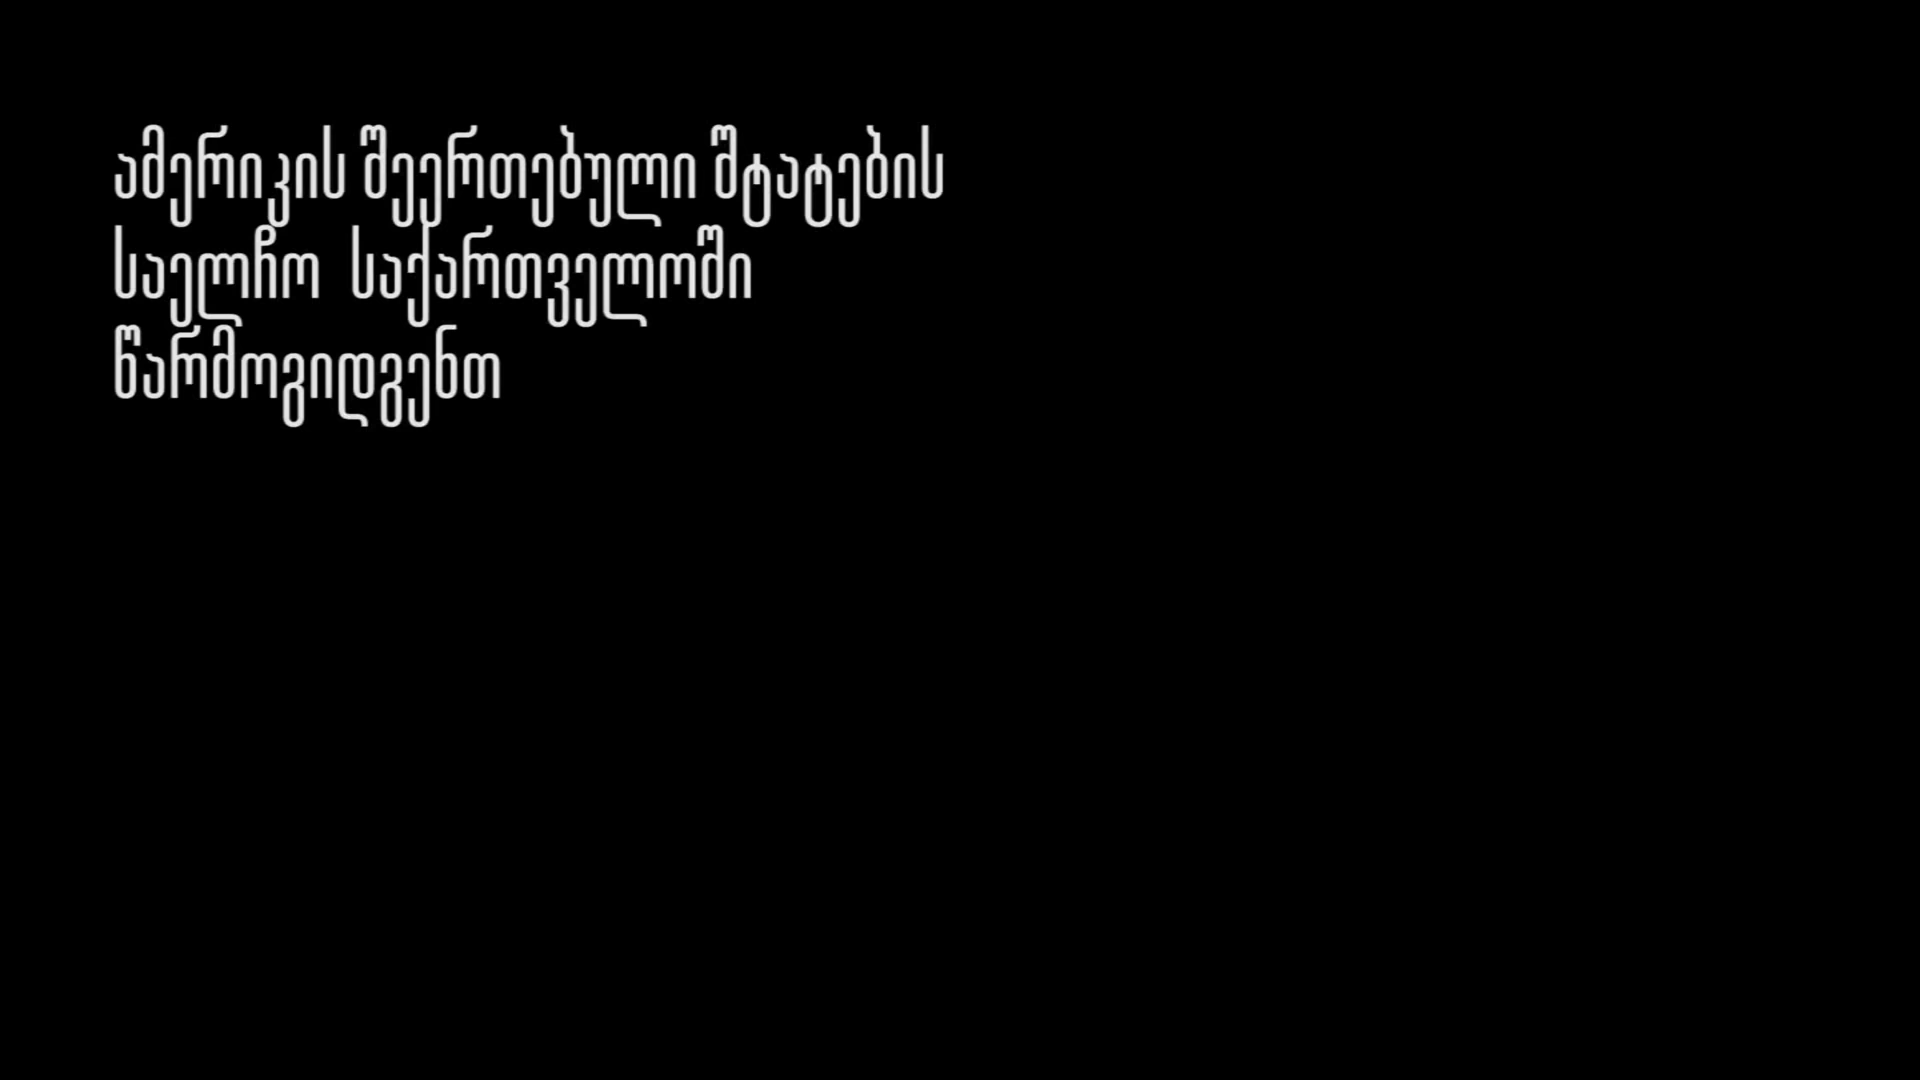 ამერიკის შეერთებული შტატების
საელჩო საქართველოში
წარმოგიდგენთ